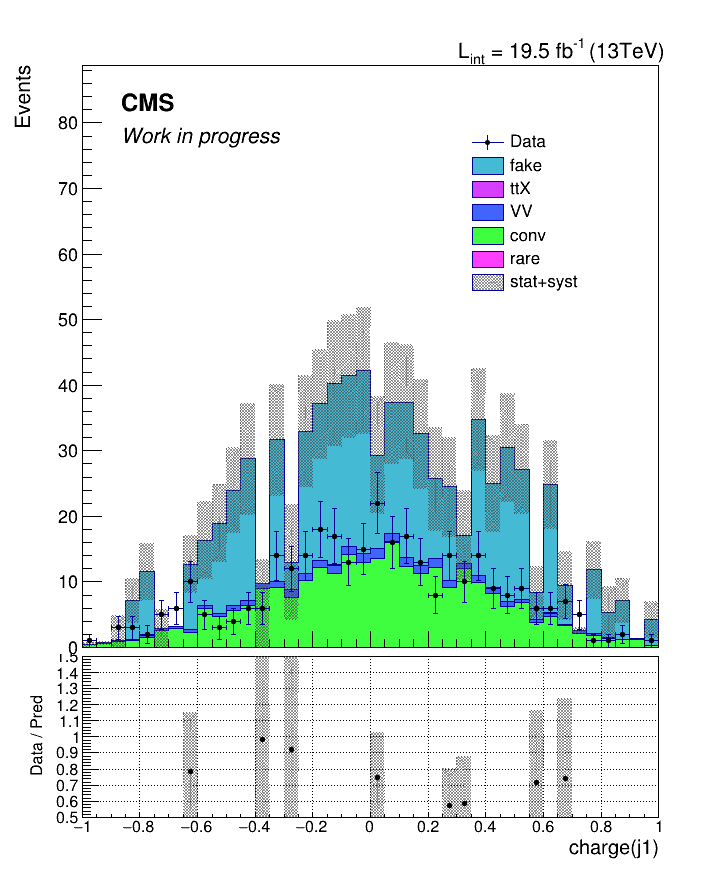 L_int = 19.5 fb⁻¹ (13TeV)
Events
CMS
Work in progress
Data
fake
ttX
VV
conv
rare
stat+syst
80
70
60
50
40
30
20
10
0
Data / Pred
1.5
1.4
1.3
1.2
1.1
1
0.9
0.8
0.7
0.6
0.5
−1 −0.8 −0.6 −0.4 −0.2 0 0.2 0.4 0.6 0.8 1
charge(j1)